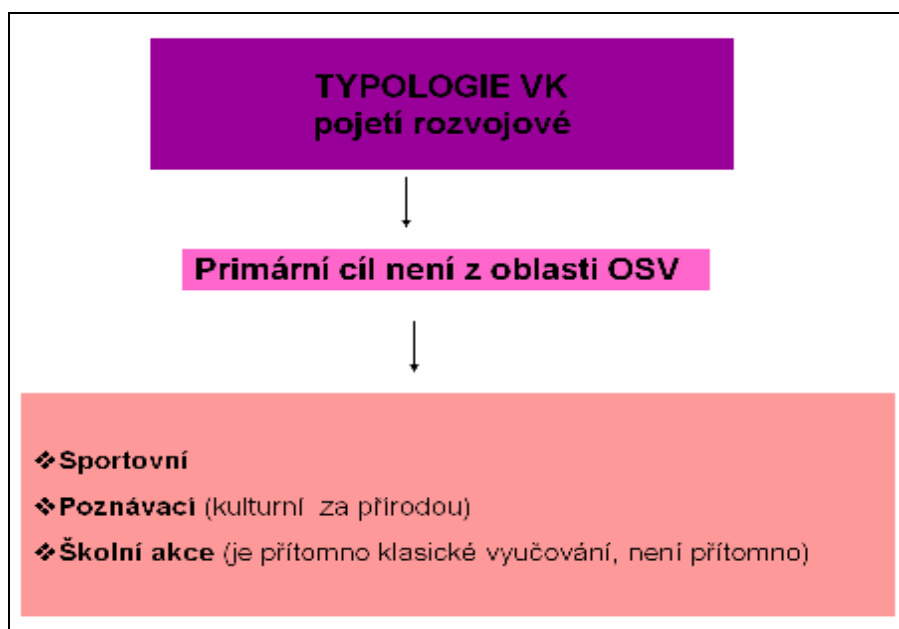 TYPOLOGIE VK
pojetí rozvojové
Primární cíl není z oblasti OSV
❖Sportovní
❖Poznávací (kulturní za přírodou)
❖Školní akce (je přítomno klasické vyučování, není přítomno)